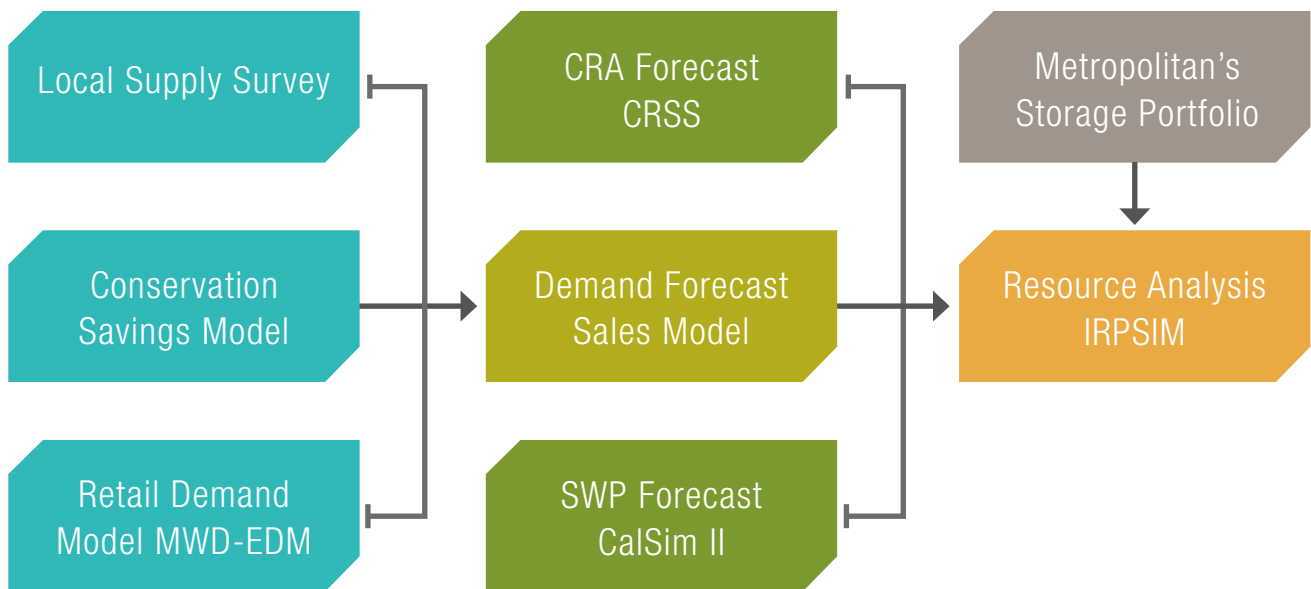 Local Supply Survey
CRA Forecast
CRSS
Metropolitan’s
Storage Portfolio
Conservation
Savings Model
Demand Forecast
Sales Model
Resource Analysis
IRPSIM
Retail Demand
Model MWD-EDM
SWP Forecast
CalSim II